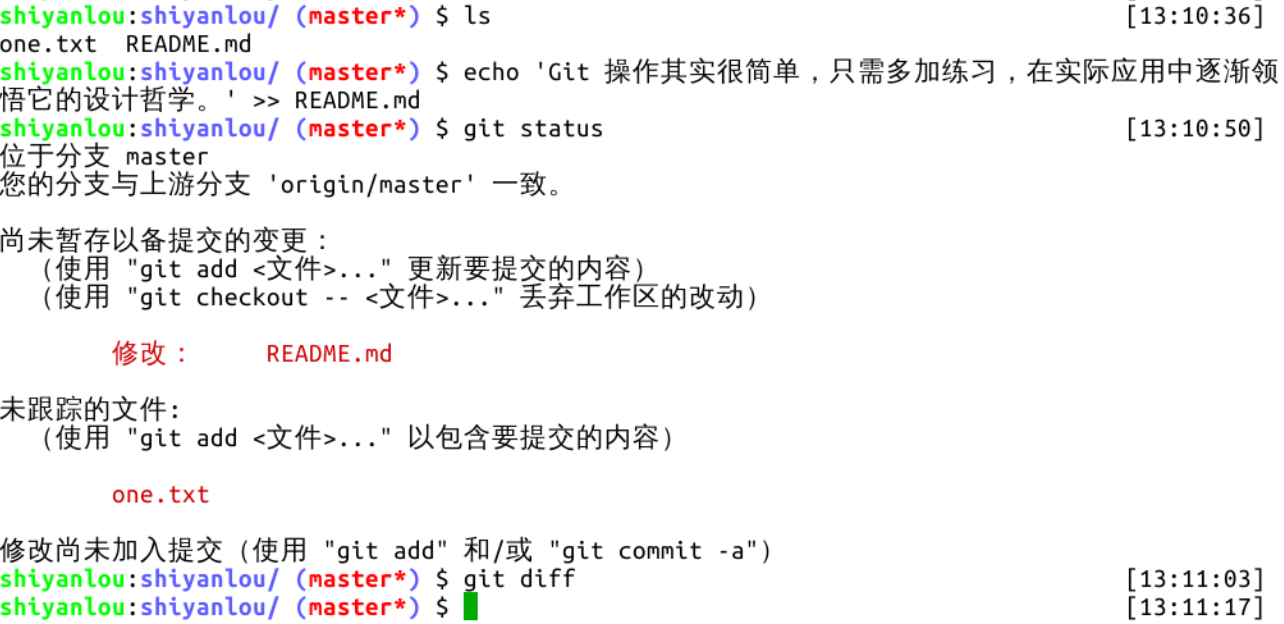 shiyanlou:shiyanlou/ (master*) $ ls [13:10:36]
one.txt  README.md
shiyanlou:shiyanlou/ (master*) $ echo 'Git 操作其实很简单，只需多加练习，在实际应用中逐渐领
悟它的设计哲学。' >> README.md
shiyanlou:shiyanlou/ (master*) $ git status [13:10:50]
位于分支 master
您的分支与上游分支 'origin/master' 一致。
尚未暂存以备提交的变更：
（使用 "git add <文件>..." 更新要提交的内容）
（使用 "git checkout -- <文件>..." 丢弃工作区的改动）
修改： README.md
未跟踪的文件:
（使用 "git add <文件>..." 以包含要提交的内容）
one.txt
修改尚未加入提交（使用 "git add" 和/或 "git commit -a"）
shiyanlou:shiyanlou/ (master*) $ git diff [13:11:03]
shiyanlou:shiyanlou/ (master*) $ [13:11:17]